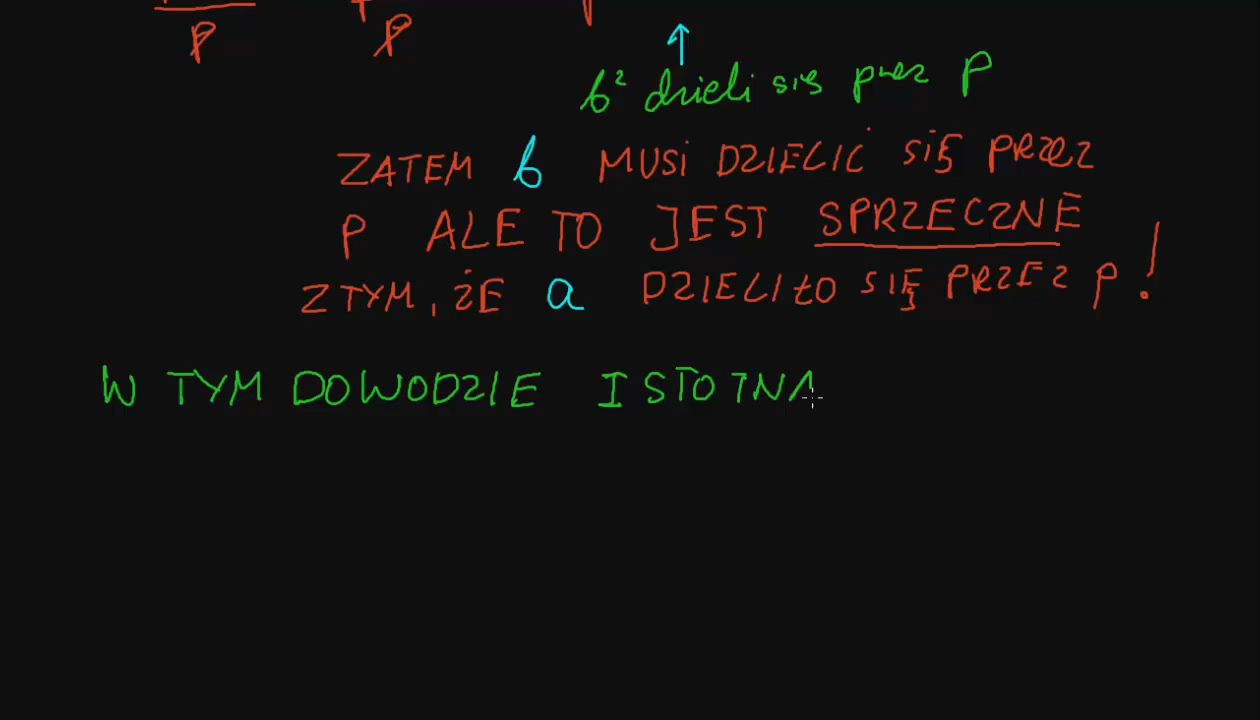 P P
b² dzieli się przez P
ZATEM b MUSi DZIELIĆ SIĘ PRZEZ
P ALE TO JEST SPRZECZNE
Z TYM, ŻE a DZIELIŁO SIĘ PRZEZ P!
W TYM DOWODZIE ISTOTNA